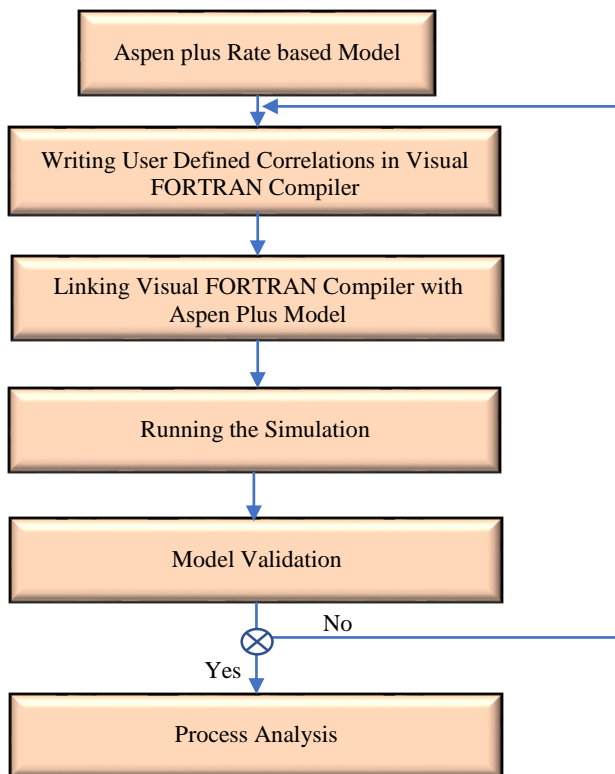 Aspen plus Rate based Model
Writing User Defined Correlations in Visual
FORTRAN Compiler
Linking Visual FORTRAN Compiler with
Aspen Plus Model
Running the Simulation
Model Validation
No
Yes
Process Analysis